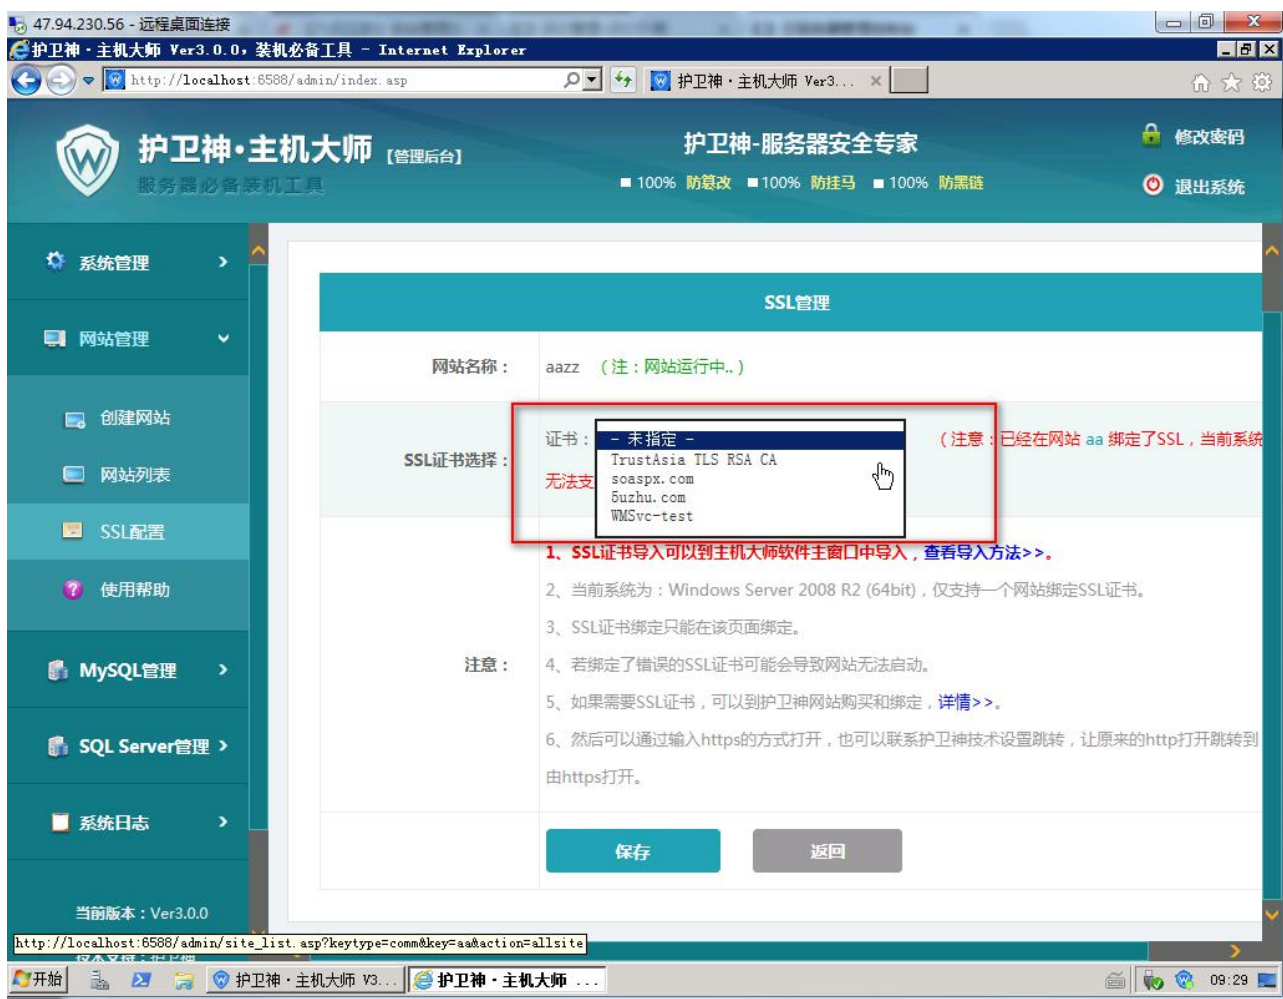 47.94.230.56 - 远程桌面连接
护卫神·主机大师 Ver3.0.0，装机必备工具 - Internet Explorer
http://localhost:6588/admin/index.asp
护卫神·主机大师 Ver3... ×
护卫神·主机大师 [管理后台]
服务器必备装机工具
护卫神-服务器安全专家
■ 100% 防篡改 ■ 100% 防挂马 ■ 100% 防黑链
修改密码
退出系统
系统管理
网站管理
创建网站
网站列表
SSL配置
使用帮助
MySQL管理
SQL Server管理
系统日志
当前版本：Ver3.0.0
技术支持：护卫神
SSL管理
网站名称： aazz （注：网站运行中..）
SSL证书选择：
证书：
- 未指定 -
TrustAsia TLS RSA CA
soaspx.com
5uzhu.com
WMSvc-test
（注意：已经在网站 aa 绑定了SSL，当前系统
无法支
注意：
1、SSL证书导入可以到主机大师软件主窗口中导入，查看导入方法>>。
2、当前系统为：Windows Server 2008 R2 (64bit)，仅支持一个网站绑定SSL证书。
3、SSL证书绑定只能在该页面绑定。
4、若绑定了错误的SSL证书可能会导致网站无法启动。
5、如果需要SSL证书，可以到护卫神网站购买和绑定，详情>>。
6、然后可以通过输入https的方式打开，也可以联系护卫神技术设置跳转，让原来的http打开跳转到
由https打开。
保存
返回
http://localhost:6588/admin/site_list.asp?keytype=comm&key=aa&action=allsite
开始
护卫神·主机大师 V3...
护卫神·主机大师 ...
09:29